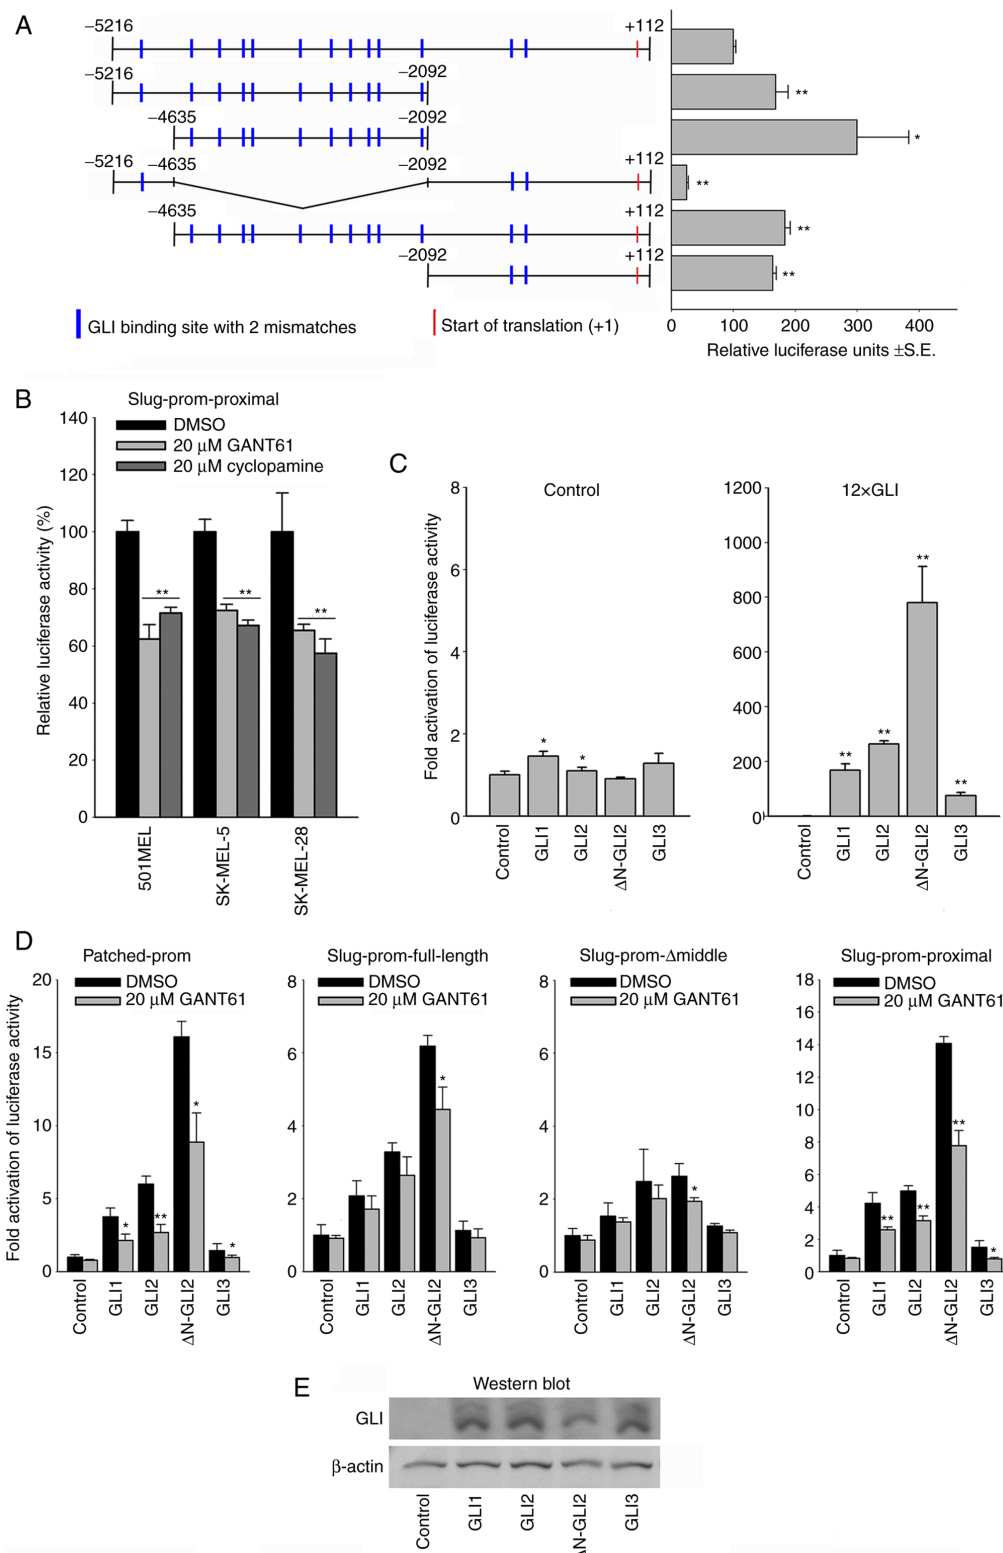 A
−5216 +112
−5216 −2092
−4635 −2092
−5216 −4635 −2092 +112
−4635 +112
−2092 +112
**
*
**
**
**
GLI binding site with 2 mismatches
Start of translation (+1)
0 100 200 300 400
Relative luciferase units ±S.E.
B
Slug-prom-proximal
DMSO
20 μM GANT61
20 μM cyclopamine
Relative luciferase activity (%)
140
120
100
80
60
40
20
0
** ** **
501MEL
SK-MEL-5
SK-MEL-28
C
Control
Fold activation of luciferase activity
8
6
4
2
0
* *
Control
GLI1
GLI2
ΔN-GLI2
GLI3
12×GLI
1200
1000
800
600
400
200
0
** ** ** **
Control
GLI1
GLI2
ΔN-GLI2
GLI3
D
Patched-prom
DMSO
20 μM GANT61
Fold activation of luciferase activity
20
15
10
5
0
* ** * *
Control
GLI1
GLI2
ΔN-GLI2
GLI3
Slug-prom-full-length
DMSO
20 μM GANT61
8
6
4
2
0
*
Control
GLI1
GLI2
ΔN-GLI2
GLI3
Slug-prom-Δmiddle
DMSO
20 μM GANT61
8
6
4
2
0
*
Control
GLI1
GLI2
ΔN-GLI2
GLI3
Slug-prom-proximal
DMSO
20 μM GANT61
18
16
14
12
10
8
6
4
2
0
** ** ** *
Control
GLI1
GLI2
ΔN-GLI2
GLI3
E
Western blot
GLI
β-actin
Control
GLI1
GLI2
ΔN-GLI2
GLI3